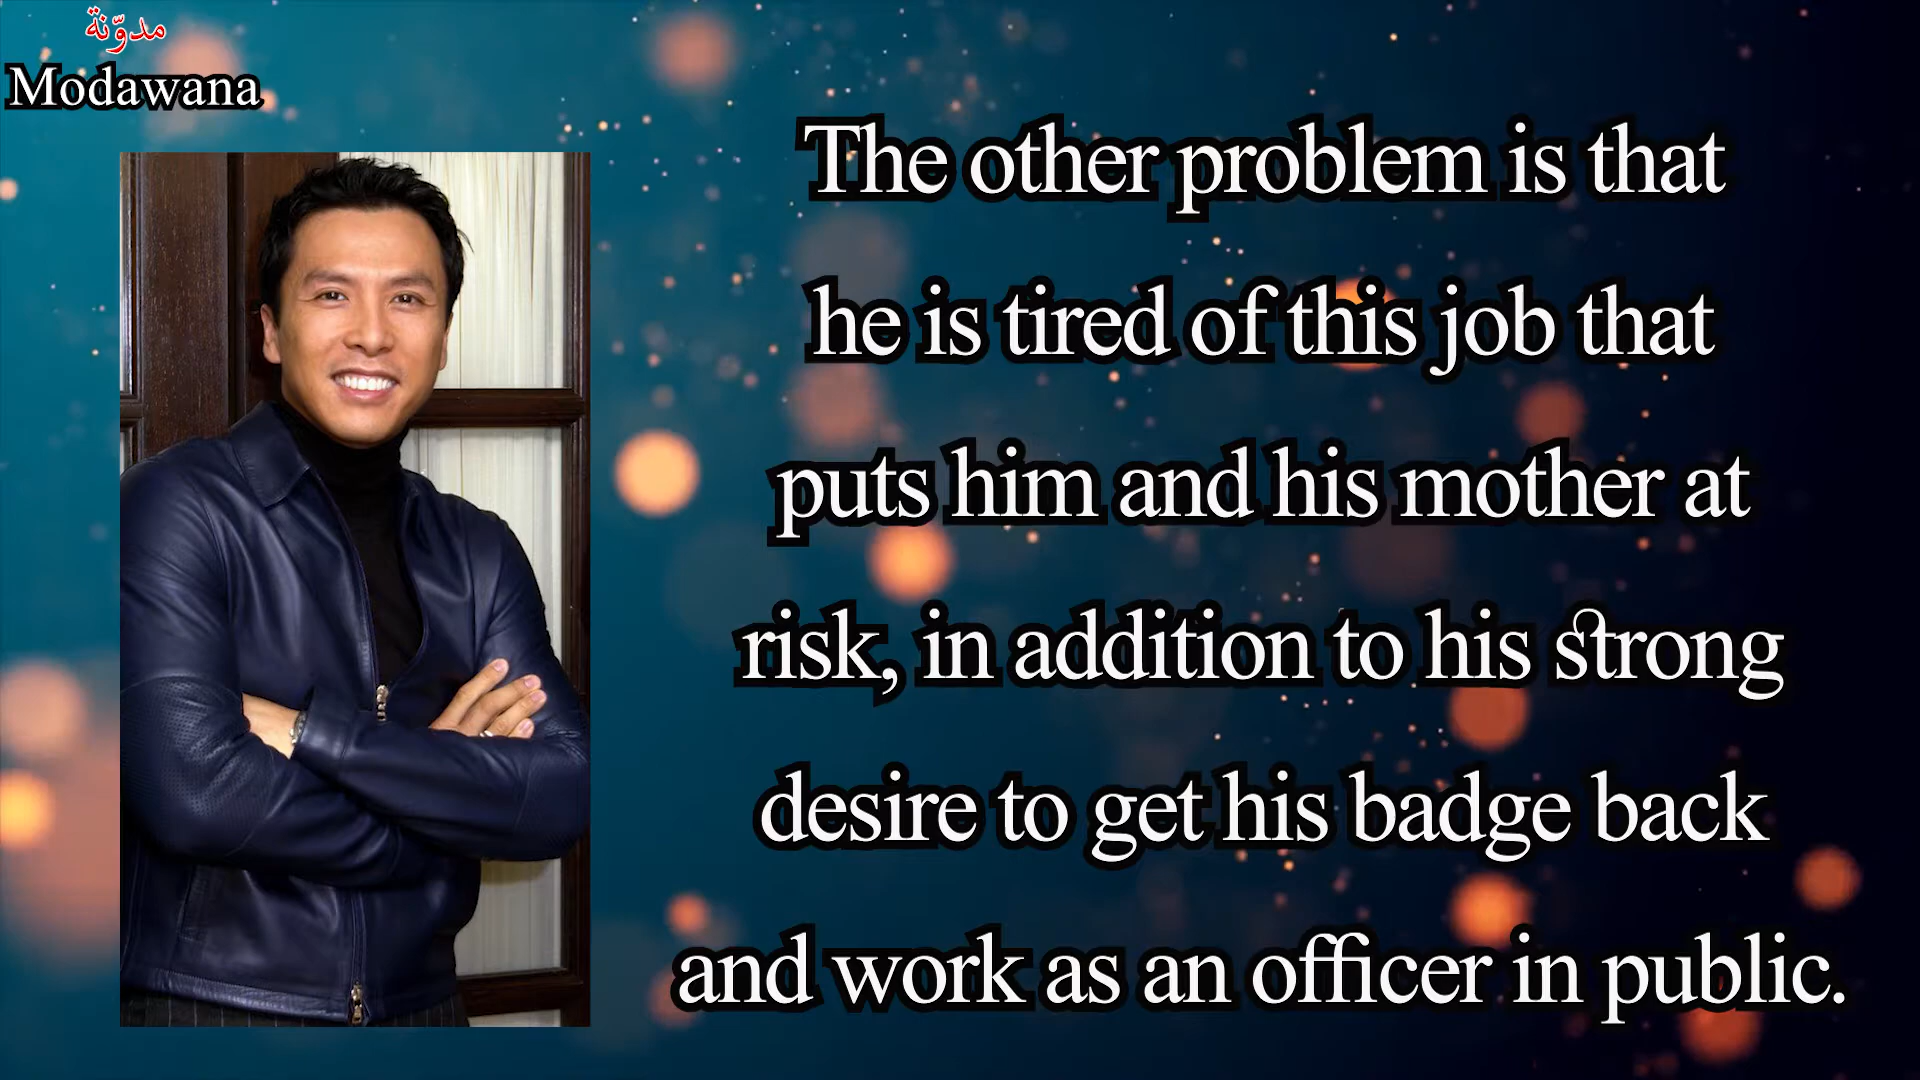 مدوّنة
Modawana
The other problem is that
he is tired of this job that
puts him and his mother at
risk, in addition to his strong
desire to get his badge back
and work as an officer in public.